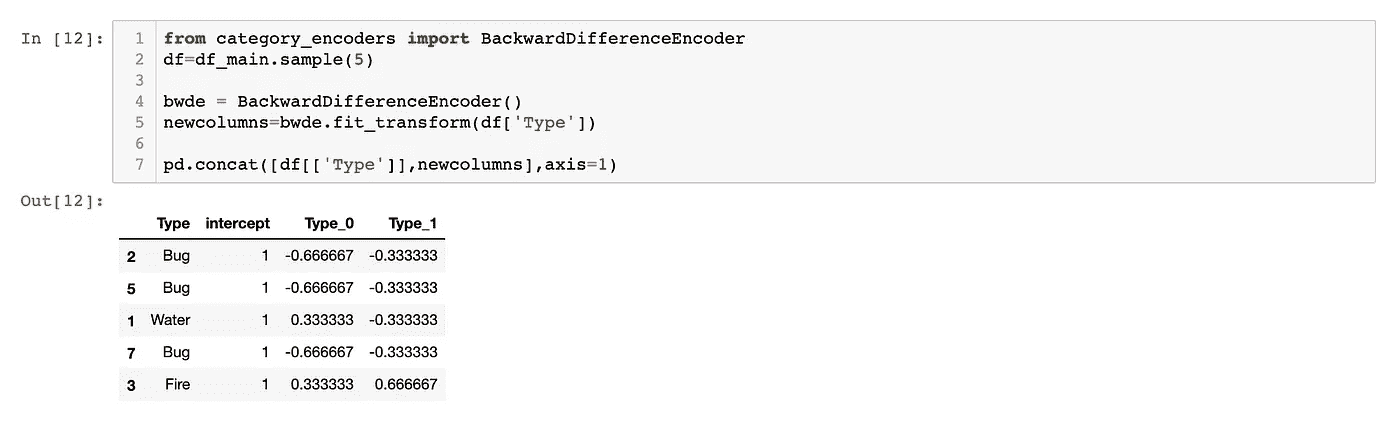 In [12]:
1 from category_encoders import BackwardDifferenceEncoder
2 df=df_main.sample(5)
3
4 bwde = BackwardDifferenceEncoder()
5 newcolumns=bwde.fit_transform(df['Type'])
6
7 pd.concat([df[['Type']],newcolumns],axis=1)
Out[12]:
Type intercept Type_0 Type_1
2 Bug 1 -0.666667 -0.333333
5 Bug 1 -0.666667 -0.333333
1 Water 1 0.333333 -0.333333
7 Bug 1 -0.666667 -0.333333
3 Fire 1 0.333333 0.666667